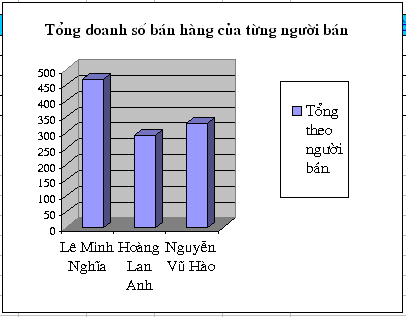 Tổng doanh số bán hàng của từng người bán
500
450
400
350
300
250
200
150
100
50
0
Lê Minh
Nghĩa
Hoàng
Lan
Anh
Nguyễn
Vũ Hào
Tổng
theo
người
bán